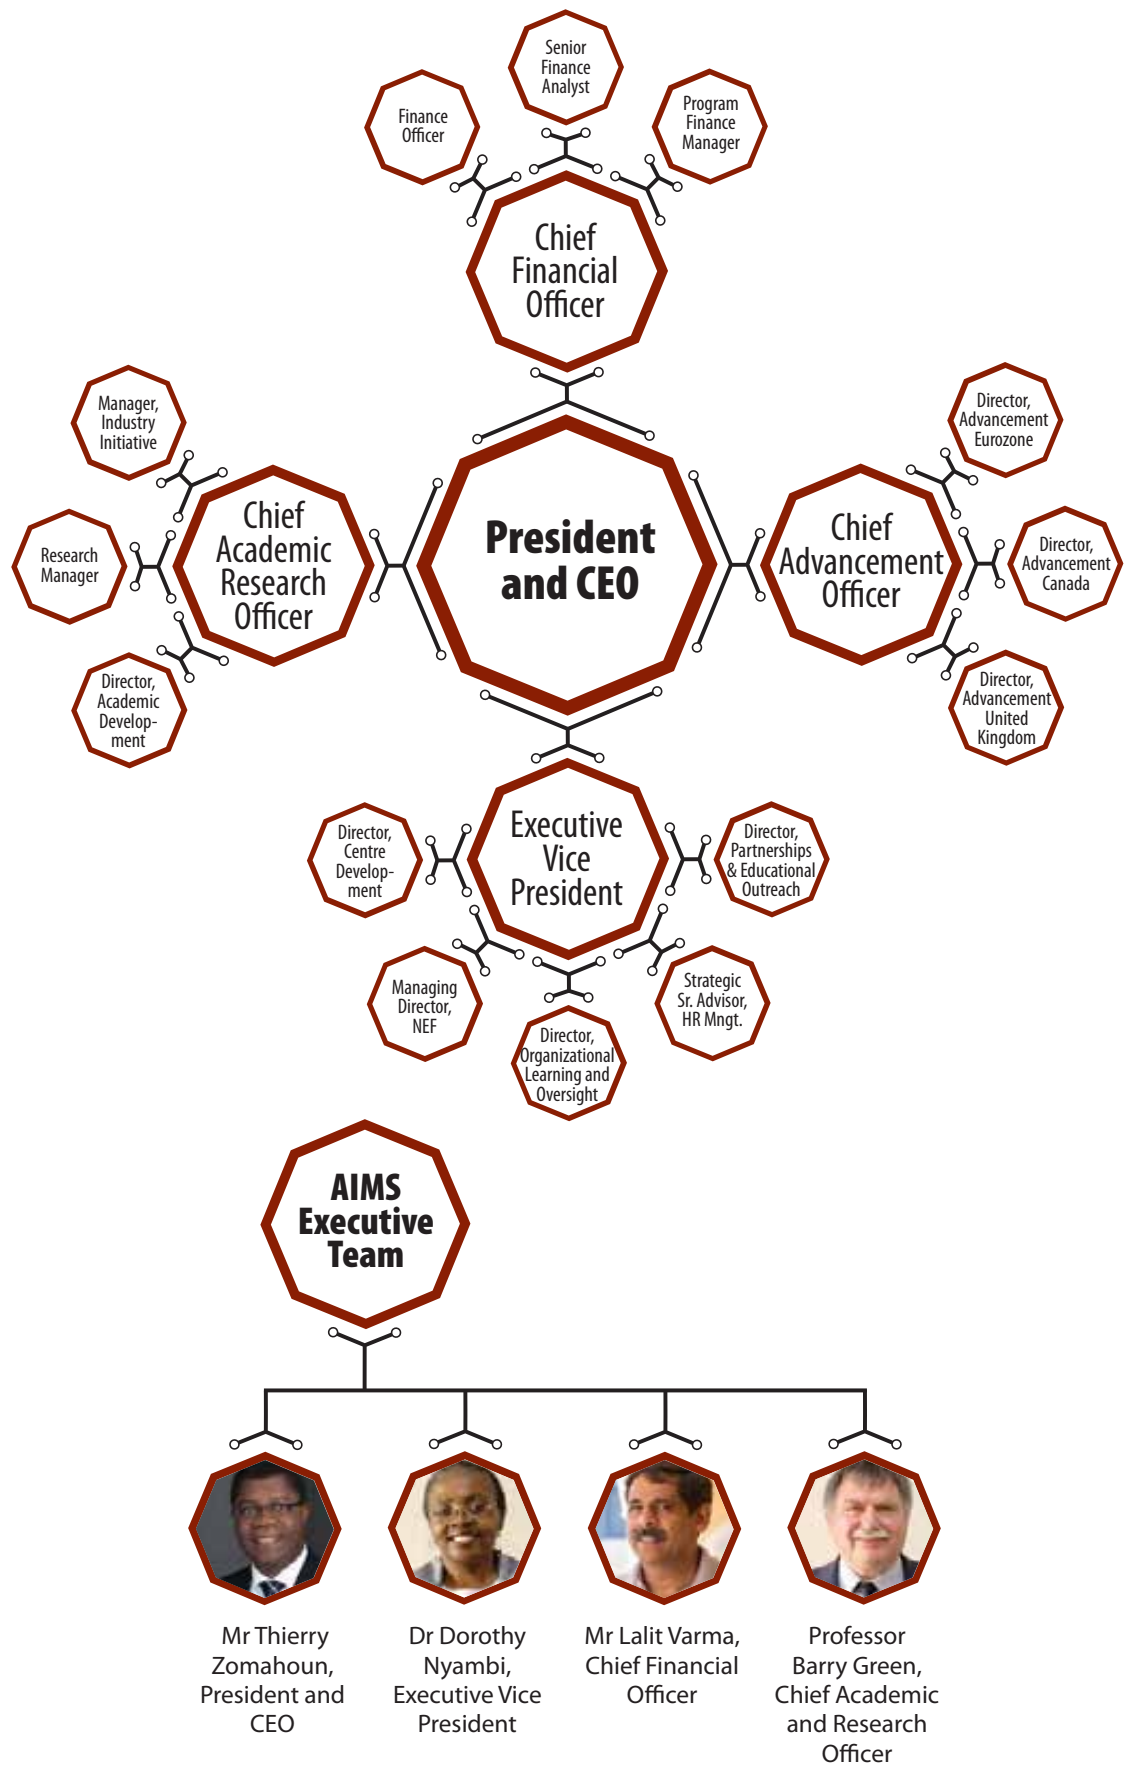 Senior
Finance
Analyst
Finance
Officer
Program
Finance
Manager
Chief
Financial
Officer
Manager,
Industry
Initiative
Director,
Advancement
Eurozone
Chief
Academic
Research
Officer
President
and CEO
Chief
Advancement
Officer
Research
Manager
Director,
Advancement
Canada
Director,
Academic
Develop-
ment
Director,
Advancement
United
Kingdom
Executive
Vice
President
Director,
Centre
Develop-
ment
Director,
Partnerships
& Educational
Outreach
Managing
Director,
NEF
Strategic
Sr. Advisor,
HR Mngt.
Director,
Organizational
Learning and
Oversight
AIMS
Executive
Team
Mr Thierry
Zomahoun,
President and
CEO
Dr Dorothy
Nyambi,
Executive Vice
President
Mr Lalit Varma,
Chief Financial
Officer
Professor
Barry Green,
Chief Academic
and Research
Officer